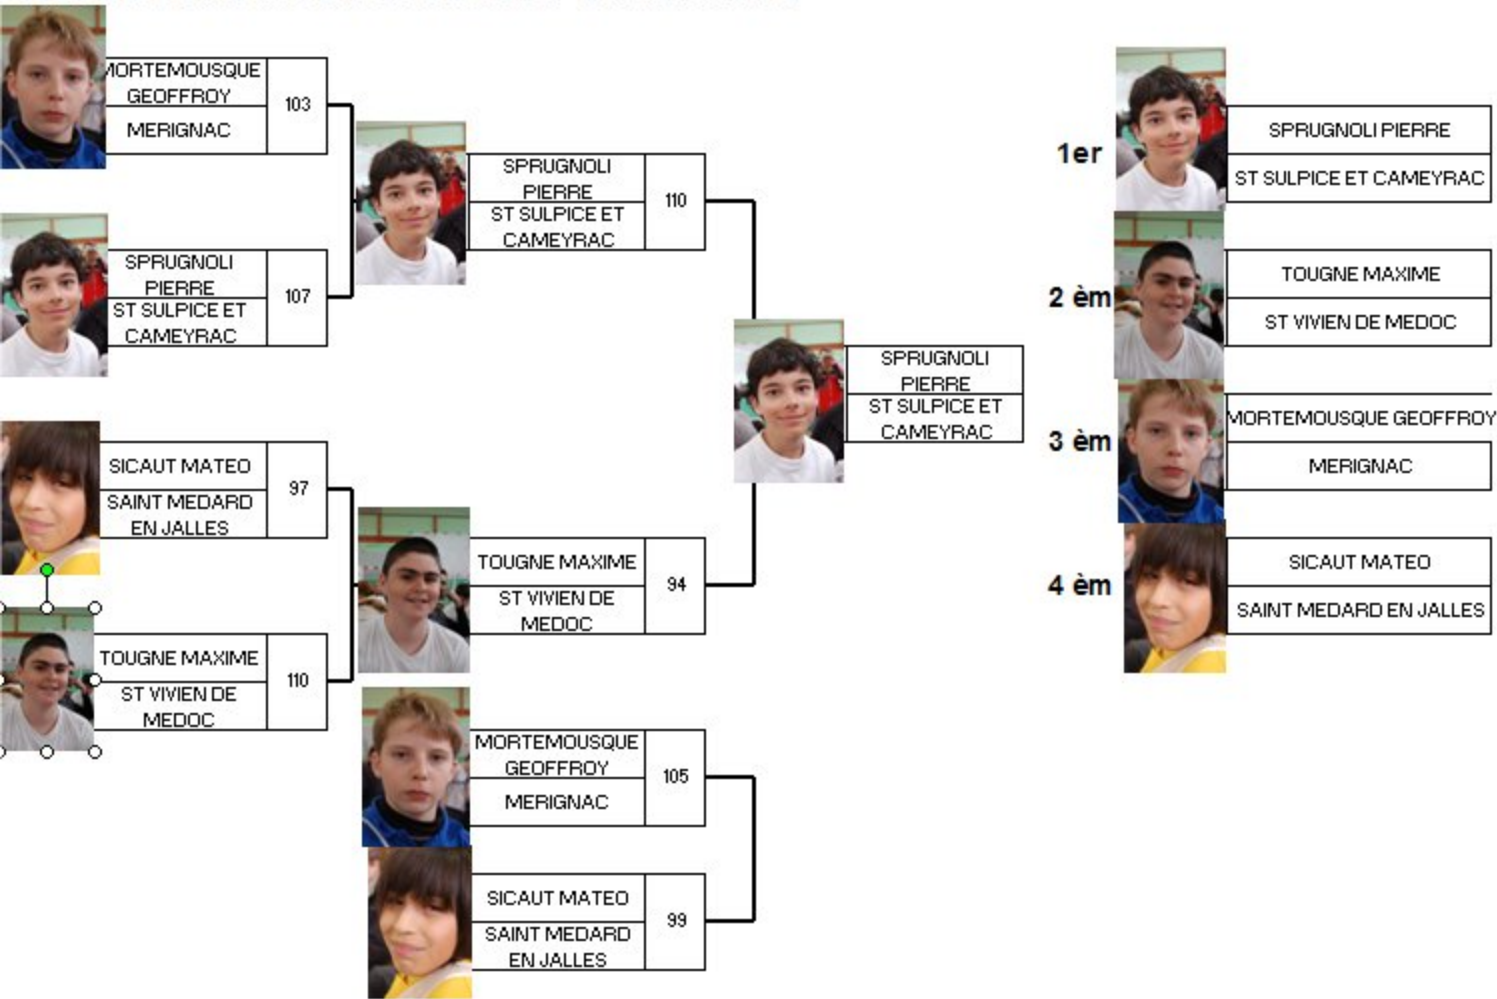 MORTEMOUSQUE
GEOFFROY
103
MERIGNAC
SPRUGNOLI
PIERRE
107
ST SULPICE ET
CAMEYRAC
SICAUT MATEO
97
SAINT MEDARD
EN JALLES
TOUGNE MAXIME
110
ST VIVIEN DE
MEDOC
SPRUGNOLI
PIERRE
110
ST SULPICE ET
CAMEYRAC
TOUGNE MAXIME
94
ST VIVIEN DE
MEDOC
MORTEMOUSQUE
GEOFFROY
105
MERIGNAC
SICAUT MATEO
99
SAINT MEDARD
EN JALLES
SPRUGNOLI
PIERRE
ST SULPICE ET
CAMEYRAC
1er
SPRUGNOLI PIERRE
ST SULPICE ET CAMEYRAC
2 èm
TOUGNE MAXIME
ST VIVIEN DE MEDOC
3 èm
MORTEMOUSQUE GEOFFROY
MERIGNAC
4 èm
SICAUT MATEO
SAINT MEDARD EN JALLES